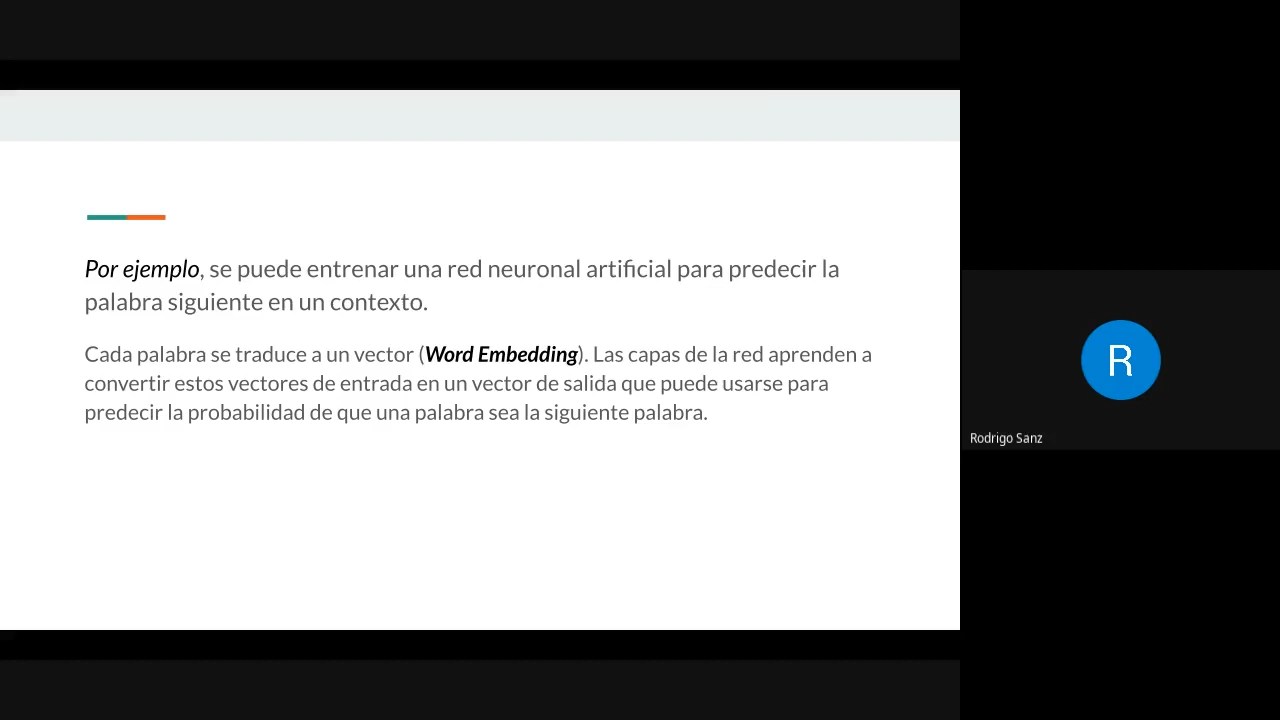 Por ejemplo, se puede entrenar una red neuronal artificial para predecir la
palabra siguiente en un contexto.
Cada palabra se traduce a un vector (Word Embedding). Las capas de la red aprenden a
convertir estos vectores de entrada en un vector de salida que puede usarse para
predecir la probabilidad de que una palabra sea la siguiente palabra.
R
Rodrigo Sanz